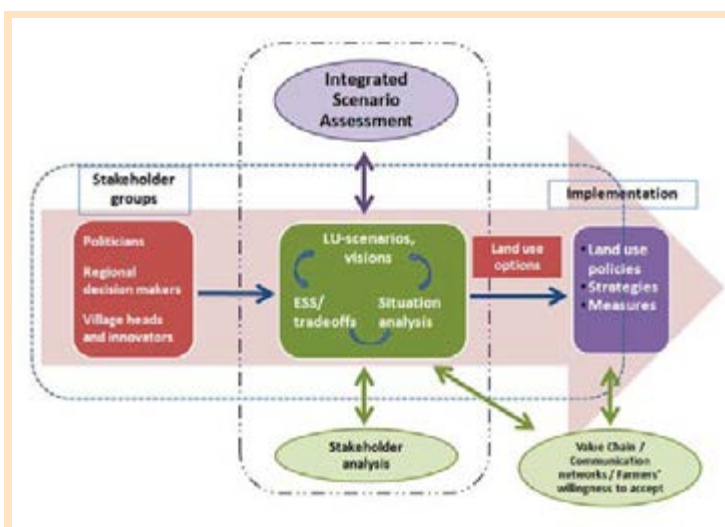 Integrated
Scenario
Assessment
Stakeholder
groups
Implementation
Politicians
Regional
decision makers
Village heads
and innovators
LU-scenarios,
visions
ESS/
tradeoffs
Situation
analysis
Land use
options
• Land use
policies
• Strategies
• Measures
Stakeholder
analysis
Value Chain /
Communication
networks / Farmers'
willingness to accept